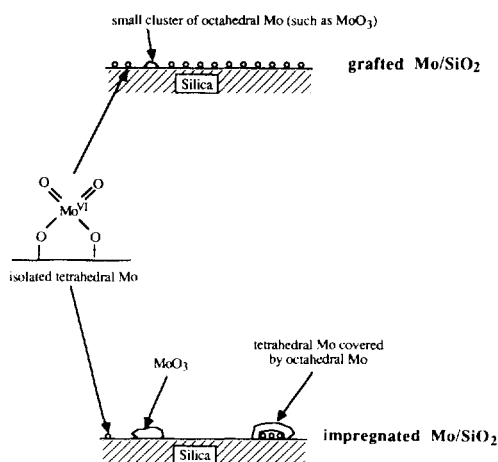 small cluster of octahedral Mo (such as MoO3)
grafted Mo/SiO2
Silica
O O
MoVI
O O
isolated tetrahedral Mo
tetrahedral Mo covered
by octahedral Mo
MoO3
impregnated Mo/SiO2
Silica